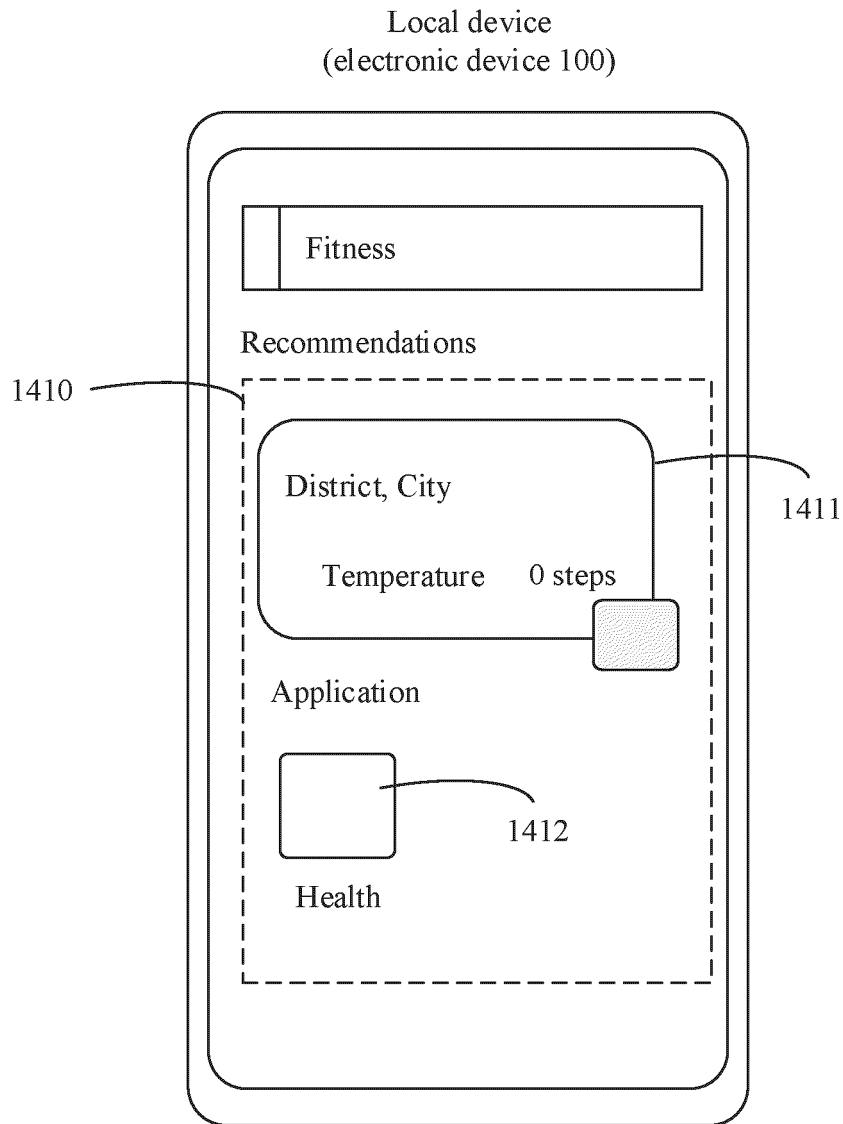 Local device
(electronic device 100)
Fitness
Recommendations
1410
District, City
1411
Temperature 0 steps
Application
1412
Health